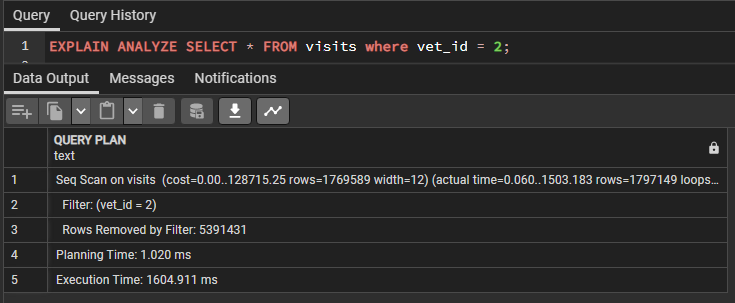 Query Query History
1 EXPLAIN ANALYZE SELECT * FROM visits where vet_id = 2;
Data Output Messages Notifications
QUERY PLAN
text
1 Seq Scan on visits (cost=0.00..128715.25 rows=1769589 width=12) (actual time=0.060..1503.183 rows=1797149 loops...
2 Filter: (vet_id = 2)
3 Rows Removed by Filter: 5391431
4 Planning Time: 1.020 ms
5 Execution Time: 1604.911 ms